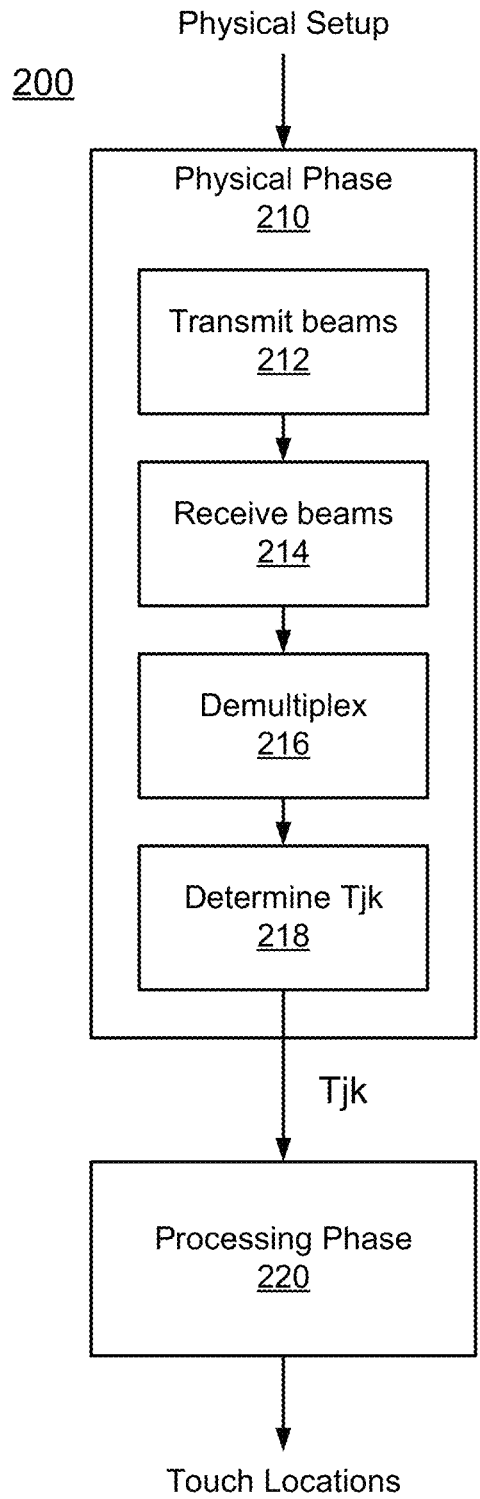 Physical Setup
200
Physical Phase
210
Transmit beams
212
Receive beams
214
Demultiplex
216
Determine Tjk
218
Tjk
Processing Phase
220
Touch Locations